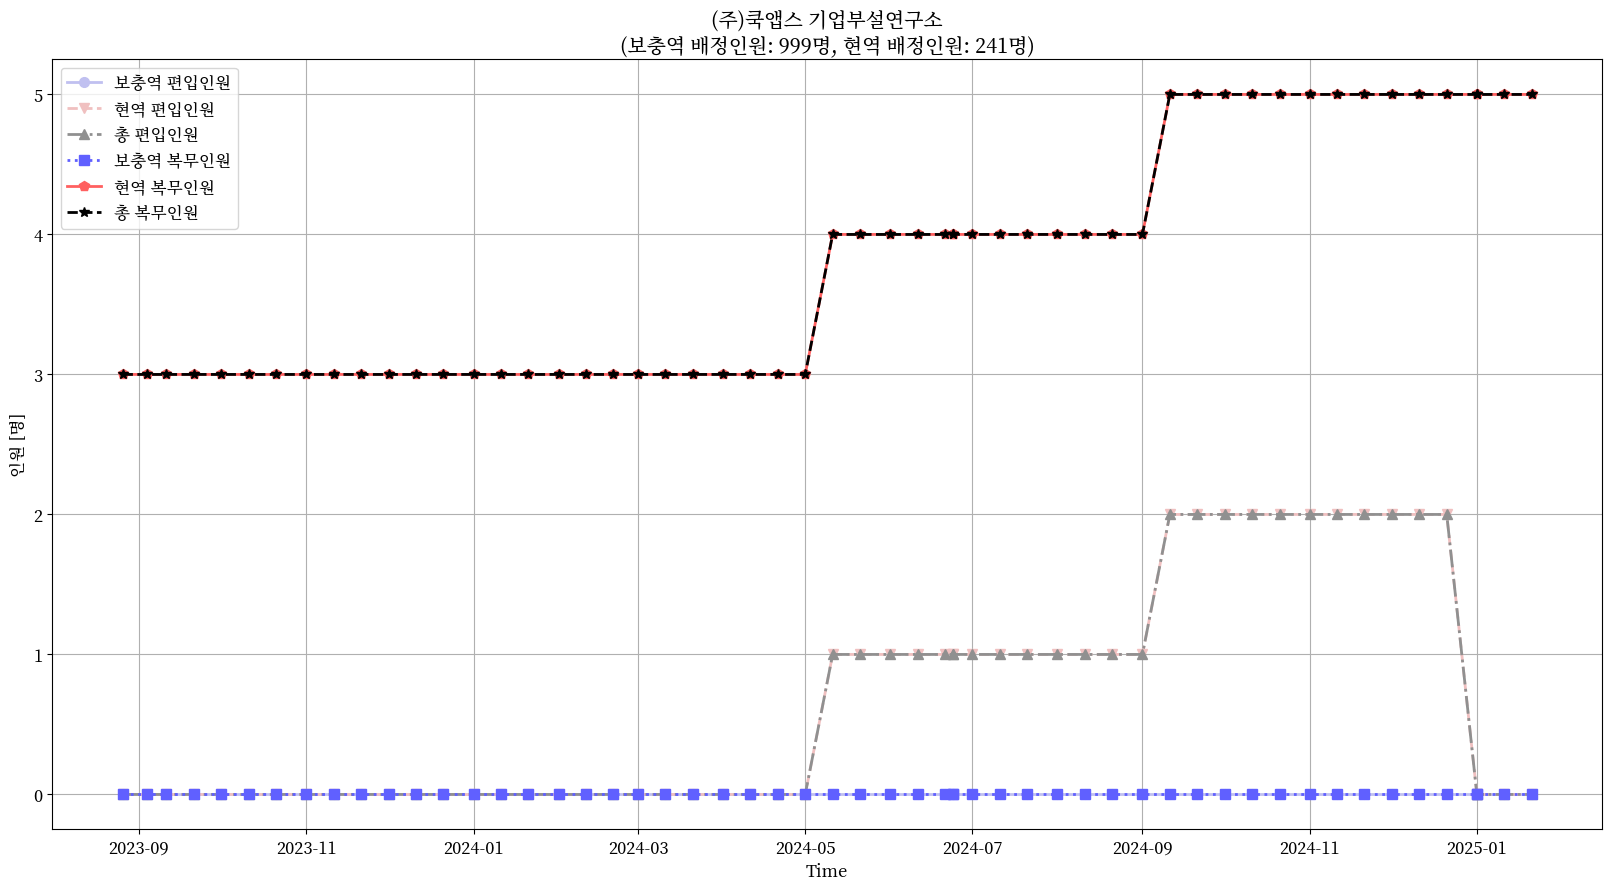 (주)쿡앱스 기업부설연구소
(보충역 배정인원: 999명, 현역 배정인원: 241명)
보충역 편입인원
현역 편입인원
총 편입인원
보충역 복무인원
현역 복무인원
총 복무인원
인원 [명]
5
4
3
2
1
0
2023-09
2023-11
2024-01
2024-03
2024-05
2024-07
2024-09
2024-11
2025-01
Time